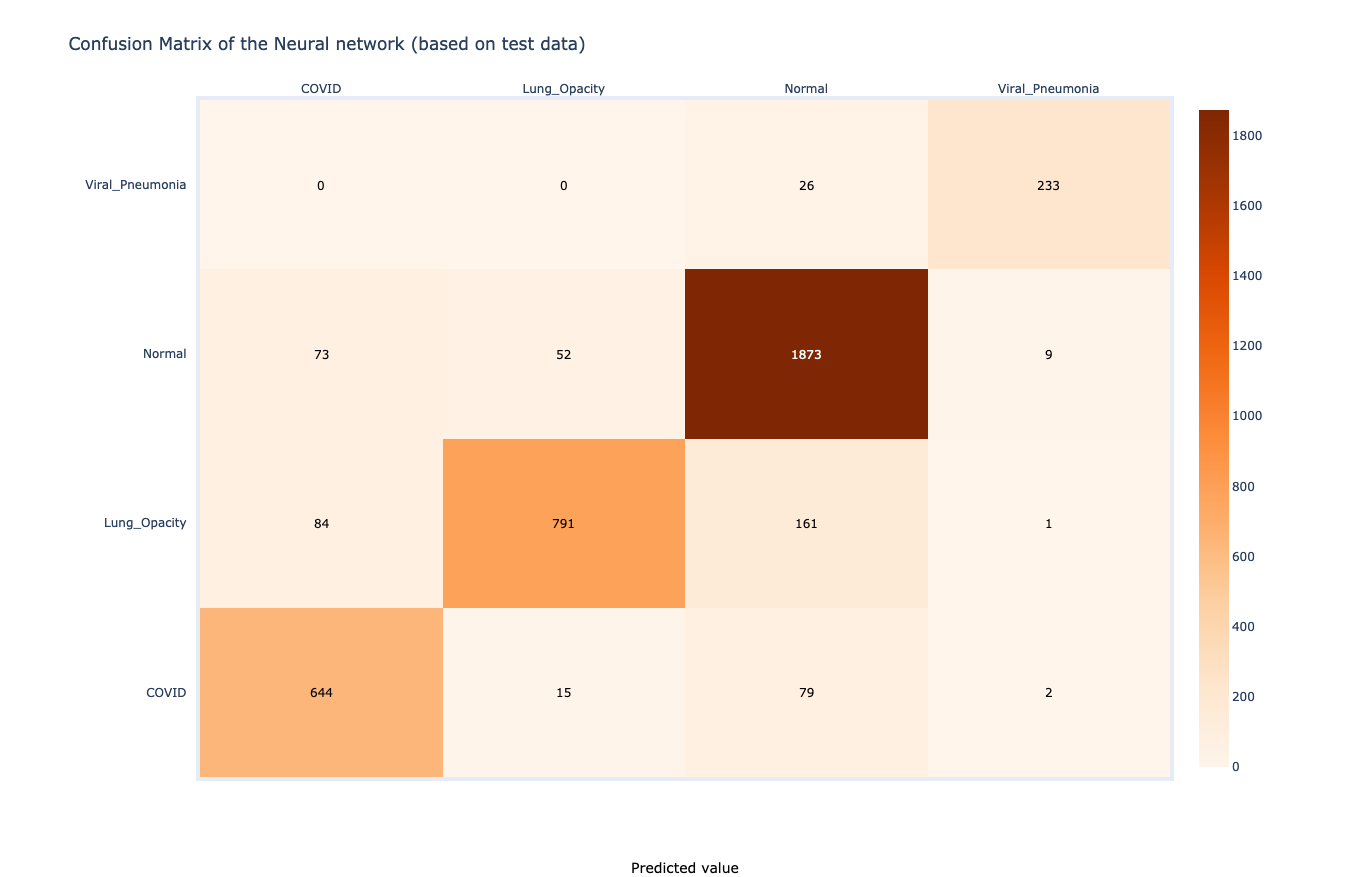 Confusion Matrix of the Neural network (based on test data)
COVID Lung_Opacity Normal Viral_Pneumonia
Viral_Pneumonia 0 0 26 233
Normal 73 52 1873 9
Lung_Opacity 84 791 161 1
COVID 644 15 79 2
1800
1600
1400
1200
1000
800
600
400
200
0
Predicted value